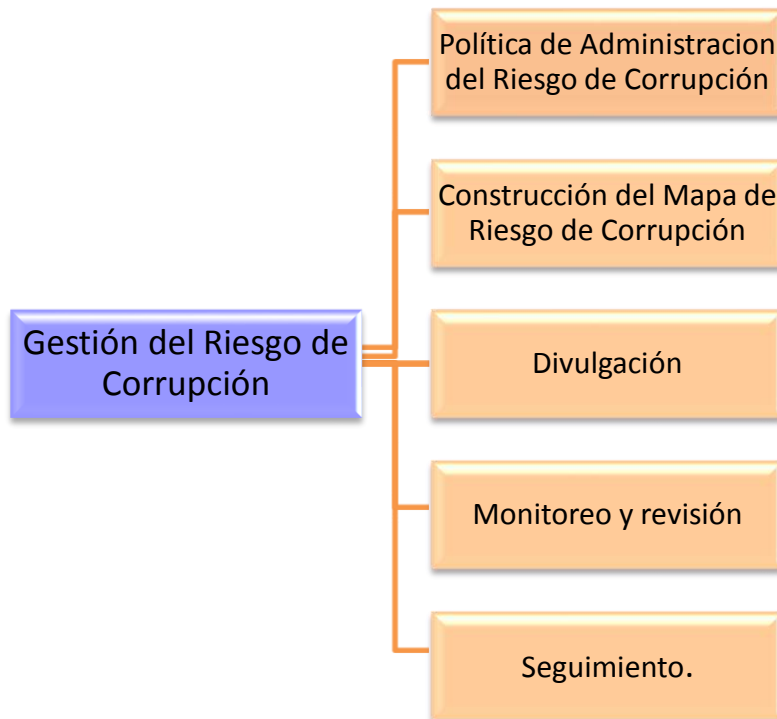 Política de Administracion
del Riesgo de Corrupción
Construcción del Mapa de
Riesgo de Corrupción
Gestión del Riesgo de
Corrupción
Divulgación
Monitoreo y revisión
Seguimiento.